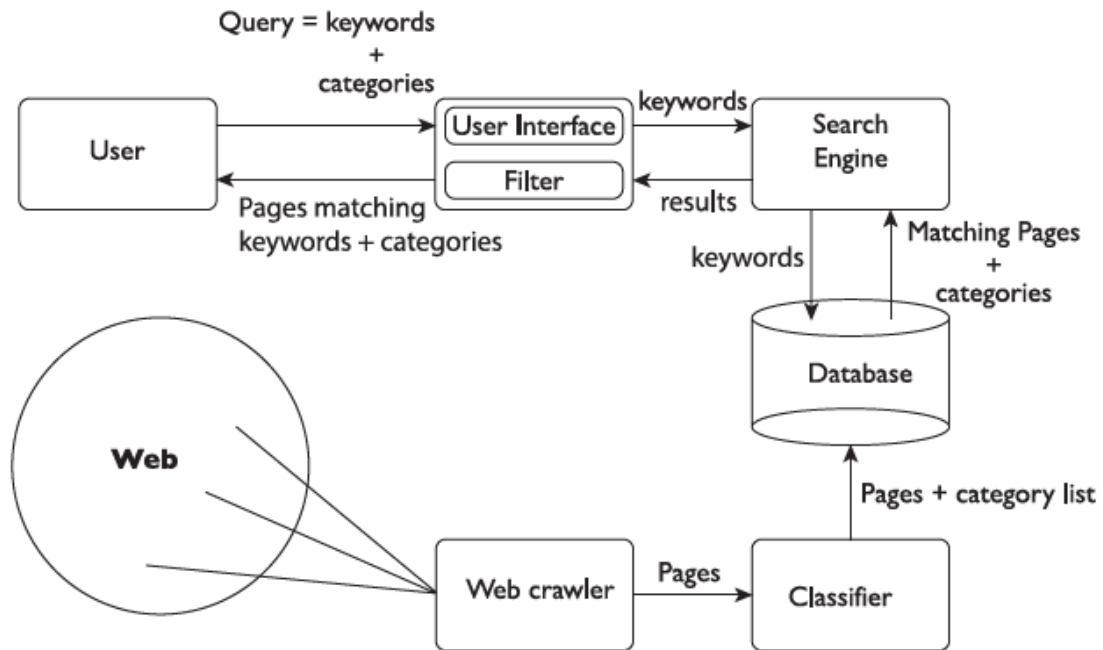 Query = keywords
+
categories
User
User Interface
Filter
keywords
results
Search
Engine
Pages matching
keywords + categories
keywords
Matching Pages
+
categories
Database
Web
Pages + category list
Web crawler
Pages
Classifier